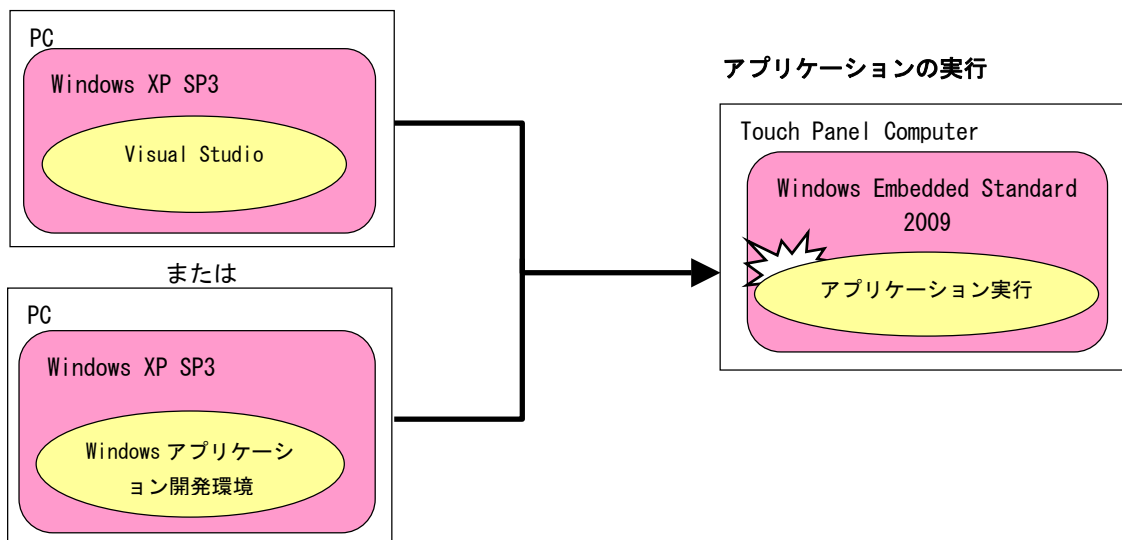 PC
Windows XP SP3
Visual Studio
または
PC
Windows XP SP3
Windows アプリケーシ
ョン開発環境
アプリケーションの実行
Touch Panel Computer
Windows Embedded Standard
2009
アプリケーション実行